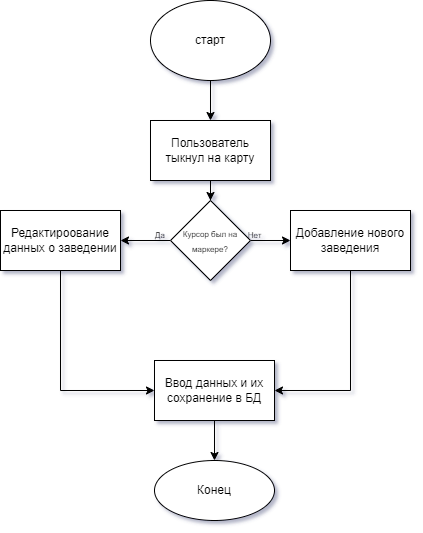 старт
Пользователь
тыкнул на карту
Курсор был на
маркере?
Да
Нет
Редактироование
данных о заведении
Добавление нового
заведения
Ввод данных и их
сохранение в БД
Конец